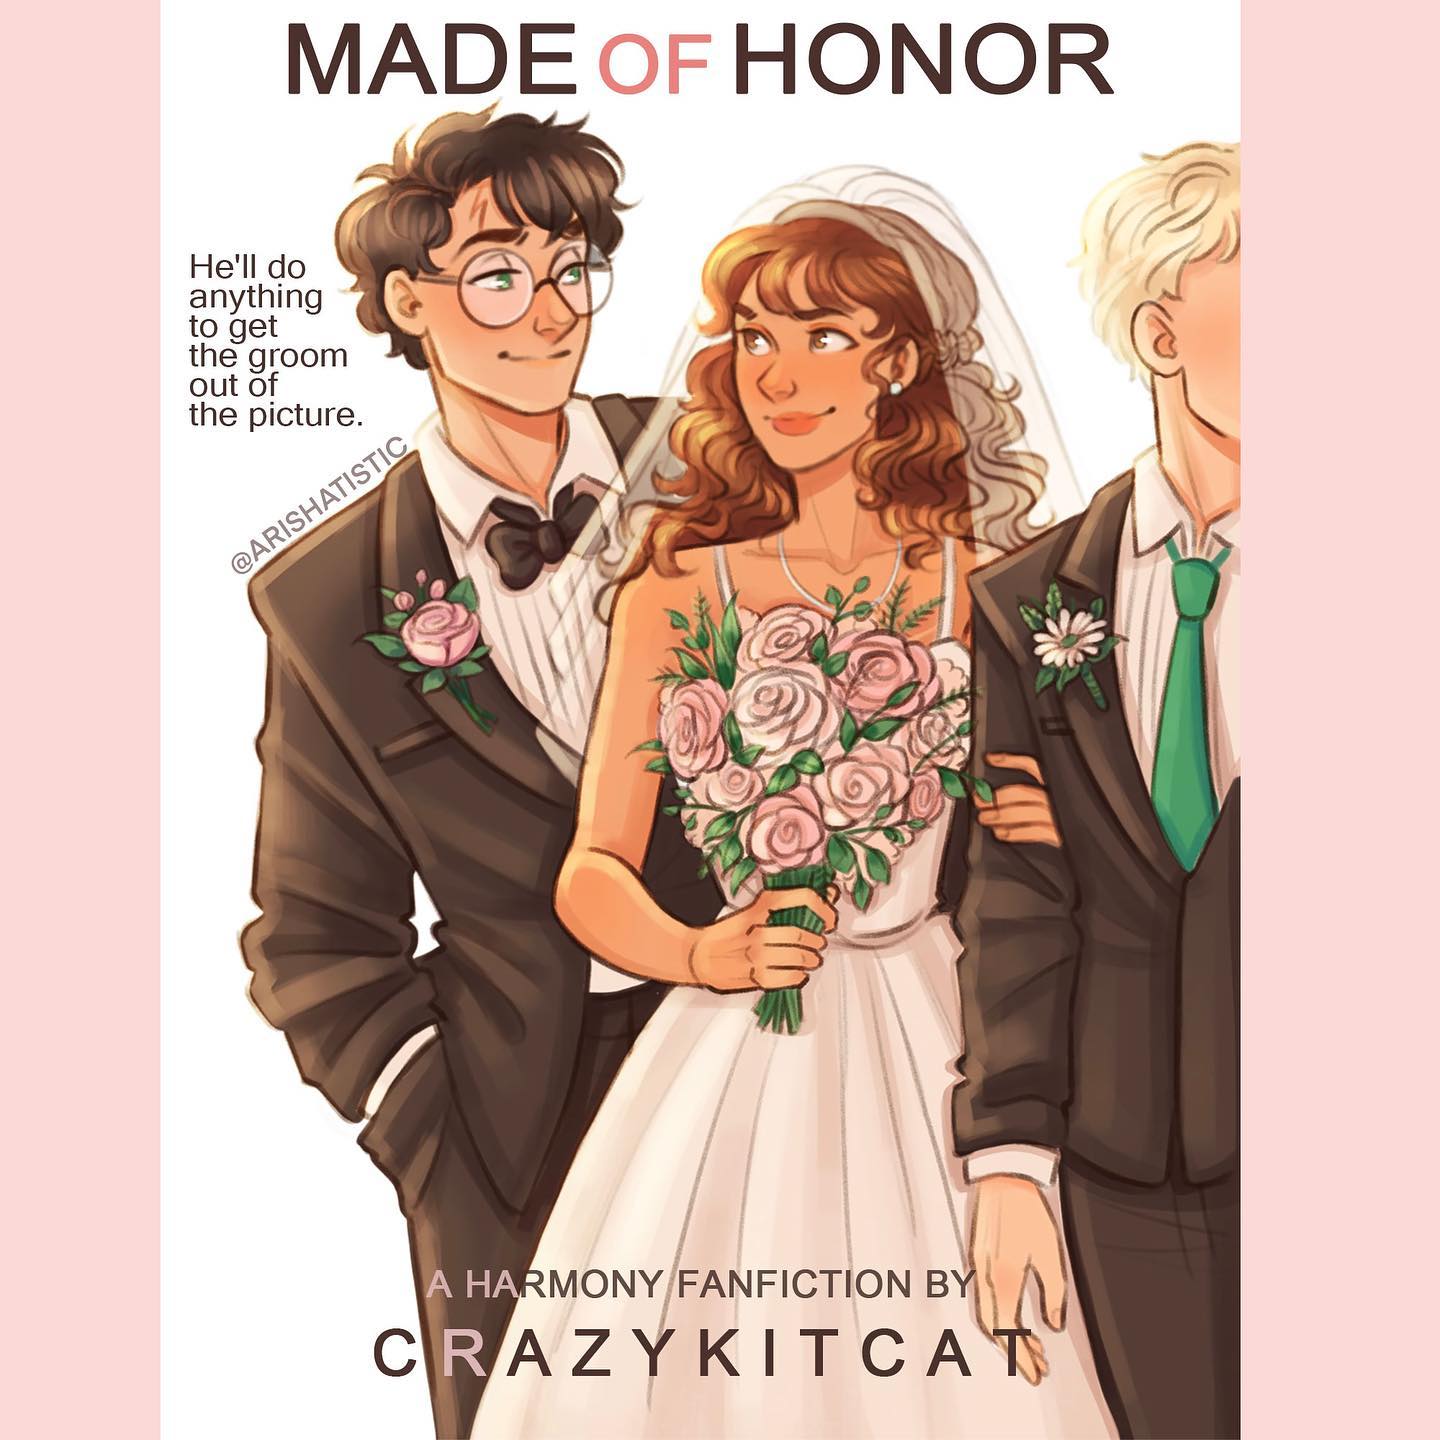 MADE OF HONOR
He'll do
anything
to get
the groom
out of
the picture.
@ARISHATISTIC
A HARMONY FANFICTION BY
CRAZYKITCAT